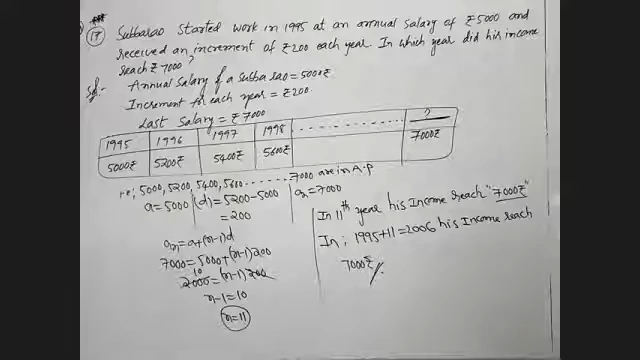 17 Subbarao started work in 1995 at an annual salary of ₹5000 and
received an increment of ₹200 each year. In which year did his income
reach ₹7000?
Sol:- Annual Salary of a Subbarao = 5000₹
Increment for each year = ₹200
Last Salary = ₹7000
1995 1996 1997 1998 ............ ?
5000₹ 5200₹ 5400₹ 5600₹ 7000₹
i.e; 5000, 5200, 5400, 5600 ........ 7000 are in A.P
a = 5000 (d) = 5200-5000 aₙ = 7000
= 200
aₙ = a+(n-1)d
7000 = 5000+(n-1)200
10
2000 = (n-1) 200
n-1 = 10
n = 11
In 11th year his Income reach "7000₹"
In; 1995+11 = 2006 his Income reach
7000₹